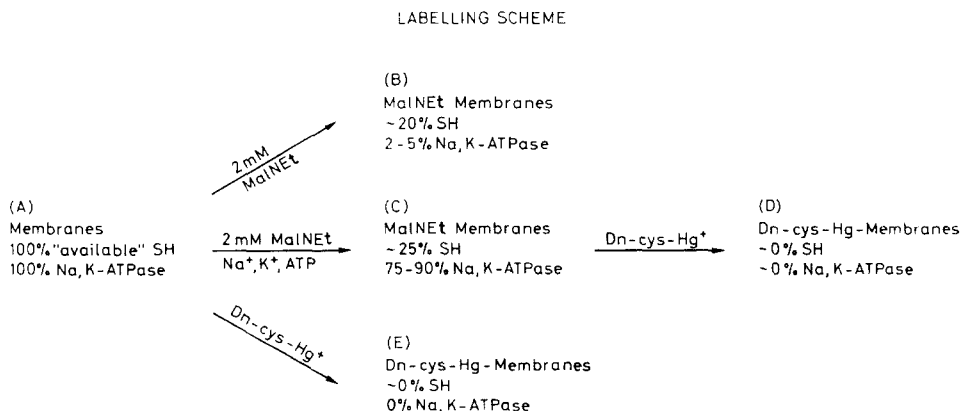 LABELLING SCHEME
(B)
MalNEt Membranes
~20% SH
2-5% Na, K-ATPase
2mM
MalNEt
(A)
Membranes
100% "available" SH
100% Na, K-ATPase
2mM MalNEt
Na⁺, K⁺, ATP
(C)
MalNEt Membranes
~25% SH
75-90% Na, K-ATPase
Dn-cys-Hg⁺
(D)
Dn-cys-Hg-Membranes
~0% SH
~0% Na, K-ATPase
Dn-cys-Hg⁺
(E)
Dn-cys-Hg-Membranes
~0% SH
0% Na, K-ATPase